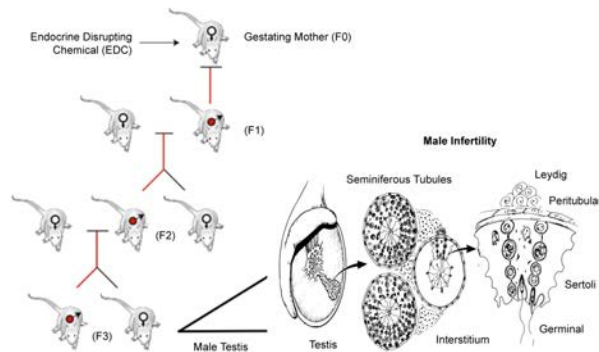 Endocrine Disrupting
Chemical (EDC)
Gestating Mother (F0)
(F1)
Male Infertility
Leydig
Seminiferous Tubules
Peritubula
(F2)
Sertoli
(F3)
Male Testis
Testis
Interstitium
Germinal